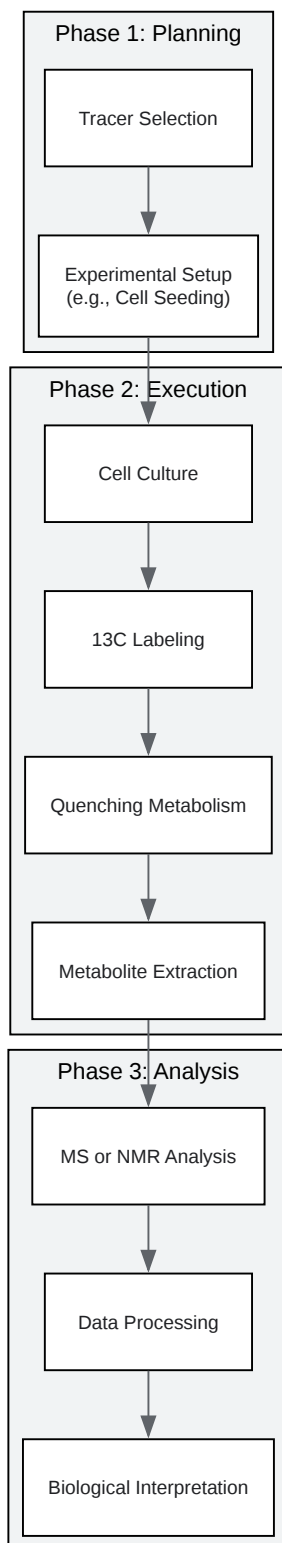 Phase 1: Planning
Tracer Selection
Experimental Setup
(e.g., Cell Seeding)
Phase 2: Execution
Cell Culture
13C Labeling
Quenching Metabolism
Metabolite Extraction
Phase 3: Analysis
MS or NMR Analysis
Data Processing
Biological Interpretation